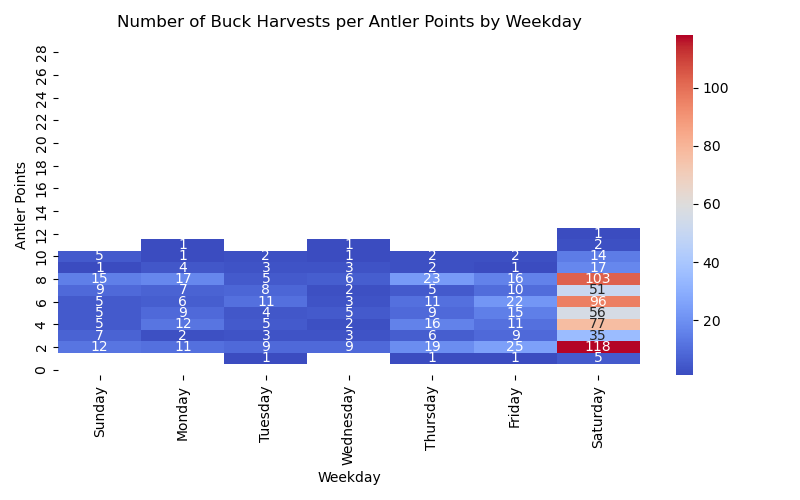 Number of Buck Harvests per Antler Points by Weekday
Antler Points
28
26
24
22
20
18
16
14
12
10
8
6
4
2
0
1
1 1 2
5 1 2 1 2 2 14
1 4 3 3 2 1 17
15 17 5 6 23 16 103
9 7 8 2 5 10 51
5 6 11 3 11 22 96
5 9 4 5 9 15 56
5 12 5 2 16 11 77
7 2 3 3 6 9 35
12 11 9 9 19 25 118
1 1 1 5
Sunday
Monday
Tuesday
Wednesday
Thursday
Friday
Saturday
Weekday
100
80
60
40
20